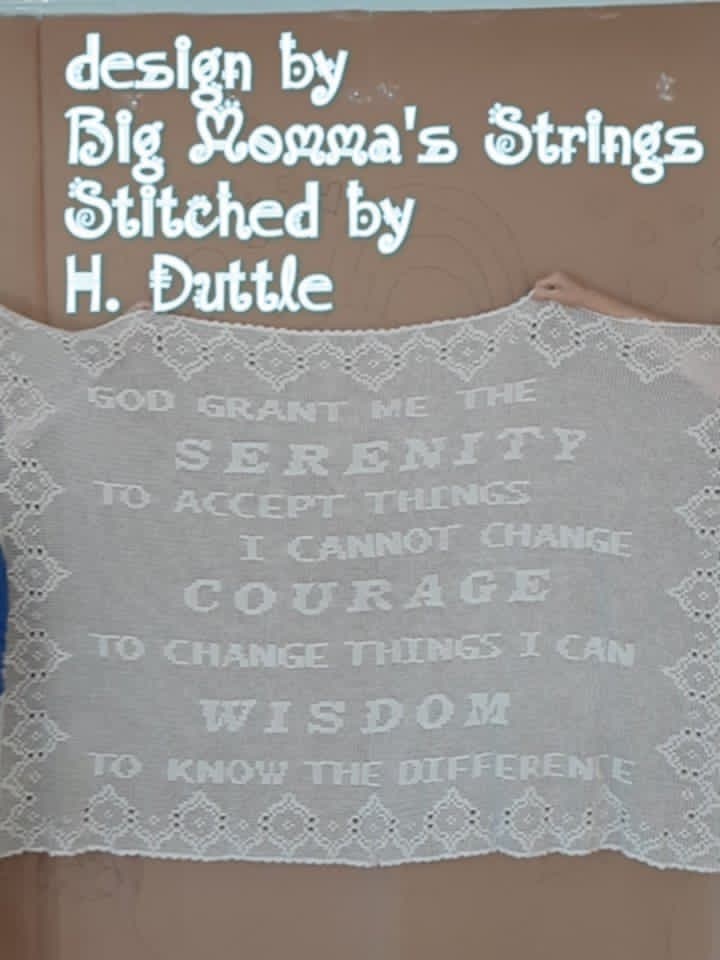 design by
Big Momma's Strings
Stitched by
H. Duttle
GOD GRANT ME THE
SERENITY
TO ACCEPT THINGS
I CANNOT CHANGE
COURAGE
TO CHANGE THINGS I CAN
WISDOM
TO KNOW THE DIFFERENCE